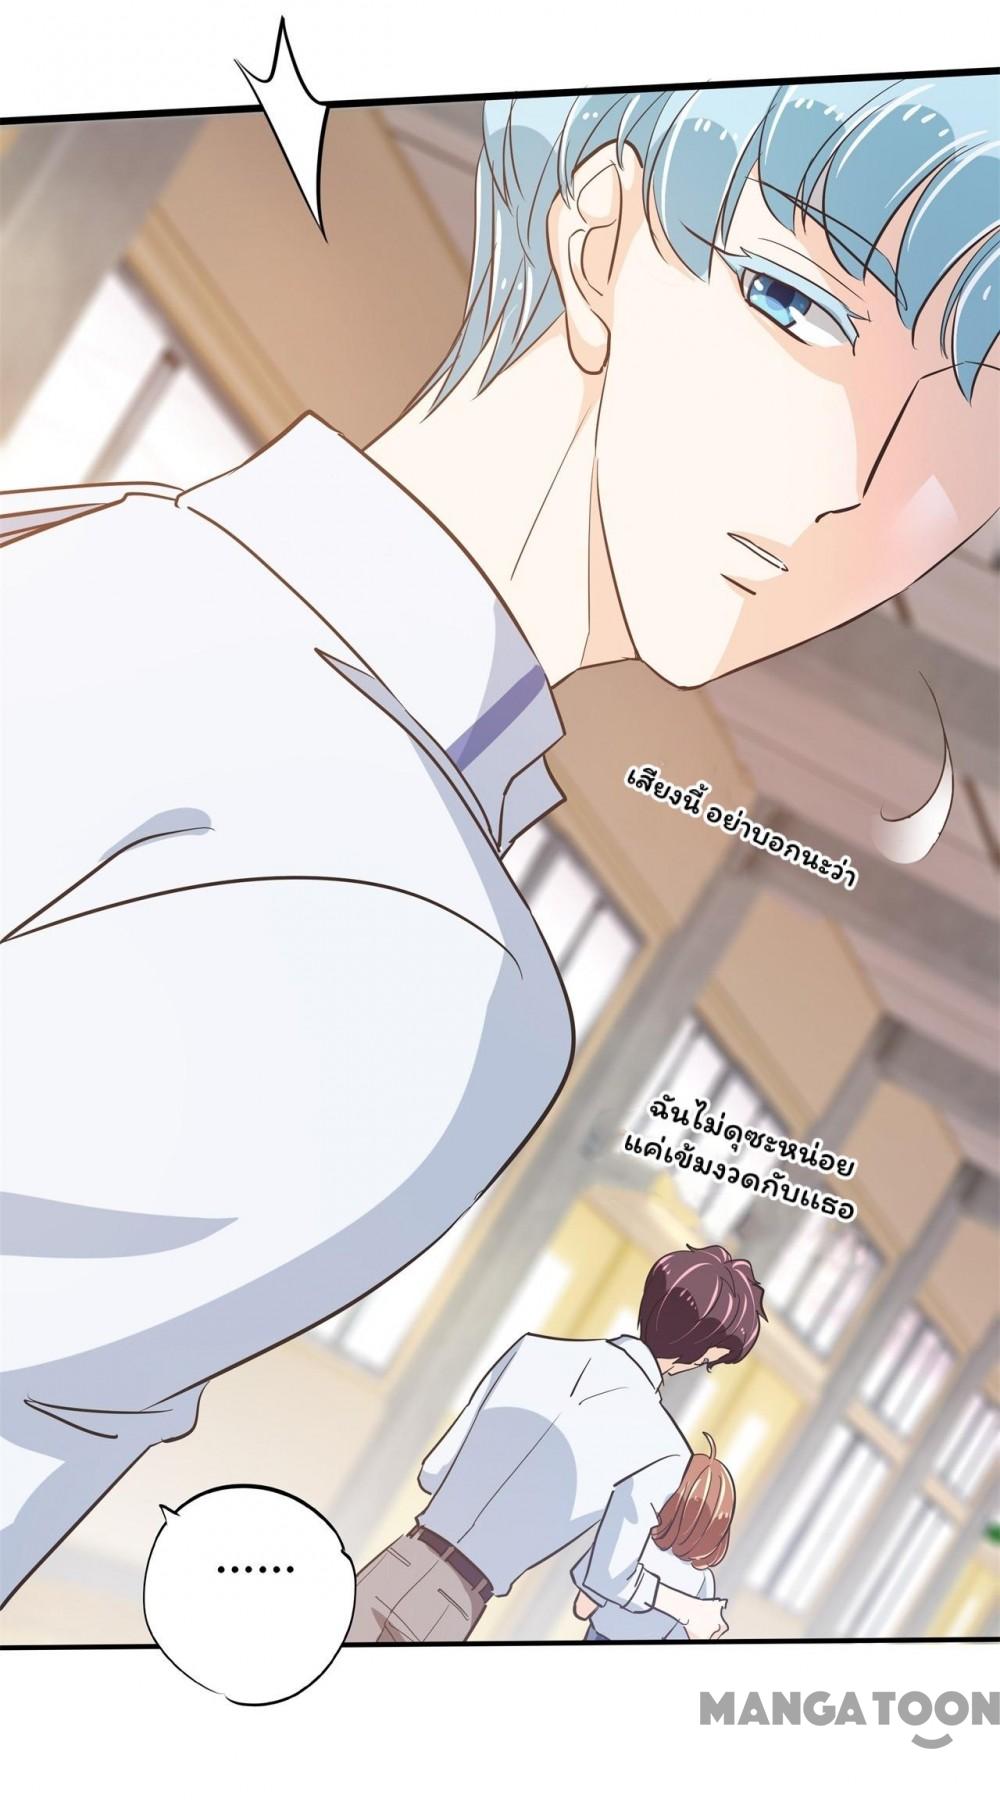 เสียงนี้ อย่าบอกนะว่า
ฉันไม่ดุซะหน่อย
แค่เข้มงวดกับเธอ
......
MANGATOON